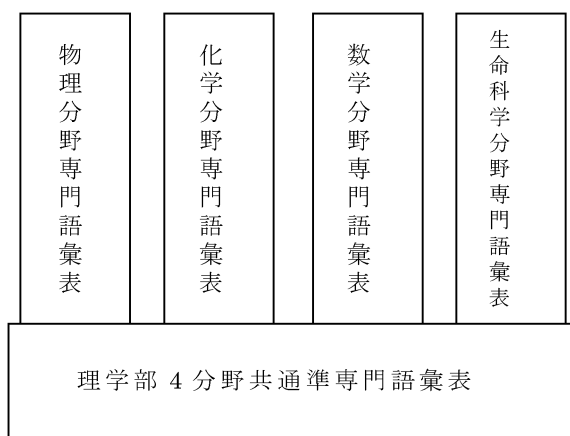 物理分野専門語彙表
化学分野専門語彙表
数学分野専門語彙表
生命科学分野専門語彙表
理学部 4 分野共通準専門語彙表